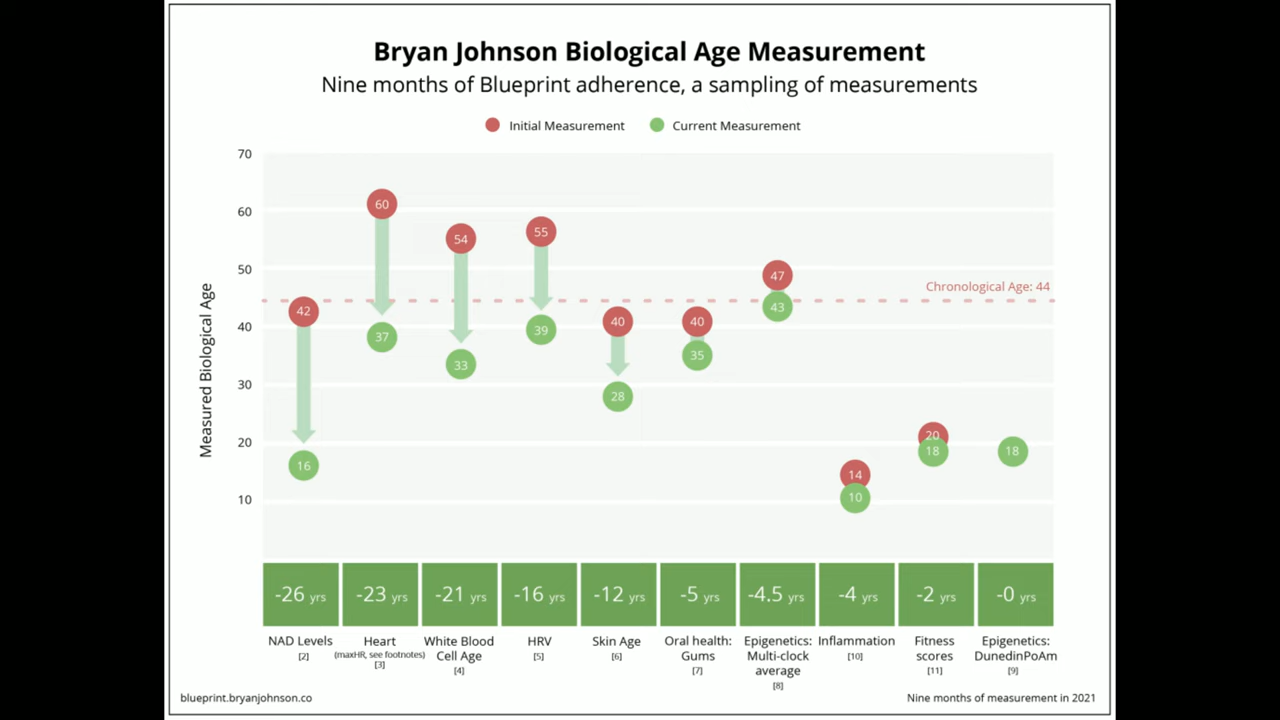 Bryan Johnson Biological Age Measurement
Nine months of Blueprint adherence, a sampling of measurements
Initial Measurement Current Measurement
Measured Biological Age
70
60
50
40
30
20
10
Chronological Age: 44
42
16
60
37
54
33
55
39
40
28
40
35
47
43
14
10
20
18
18
-26 yrs
-23 yrs
-21 yrs
-16 yrs
-12 yrs
-5 yrs
-4.5 yrs
-4 yrs
-2 yrs
-0 yrs
NAD Levels
[2]
Heart
(maxHR, see footnotes)
[3]
White Blood
Cell Age
[4]
HRV
[5]
Skin Age
[6]
Oral health:
Gums
[7]
Epigenetics:
Multi-clock
average
[8]
Inflammation
[10]
Fitness
scores
[11]
Epigenetics:
DunedinPoAm
[9]
blueprint.bryanjohnson.co
Nine months of measurement in 2021